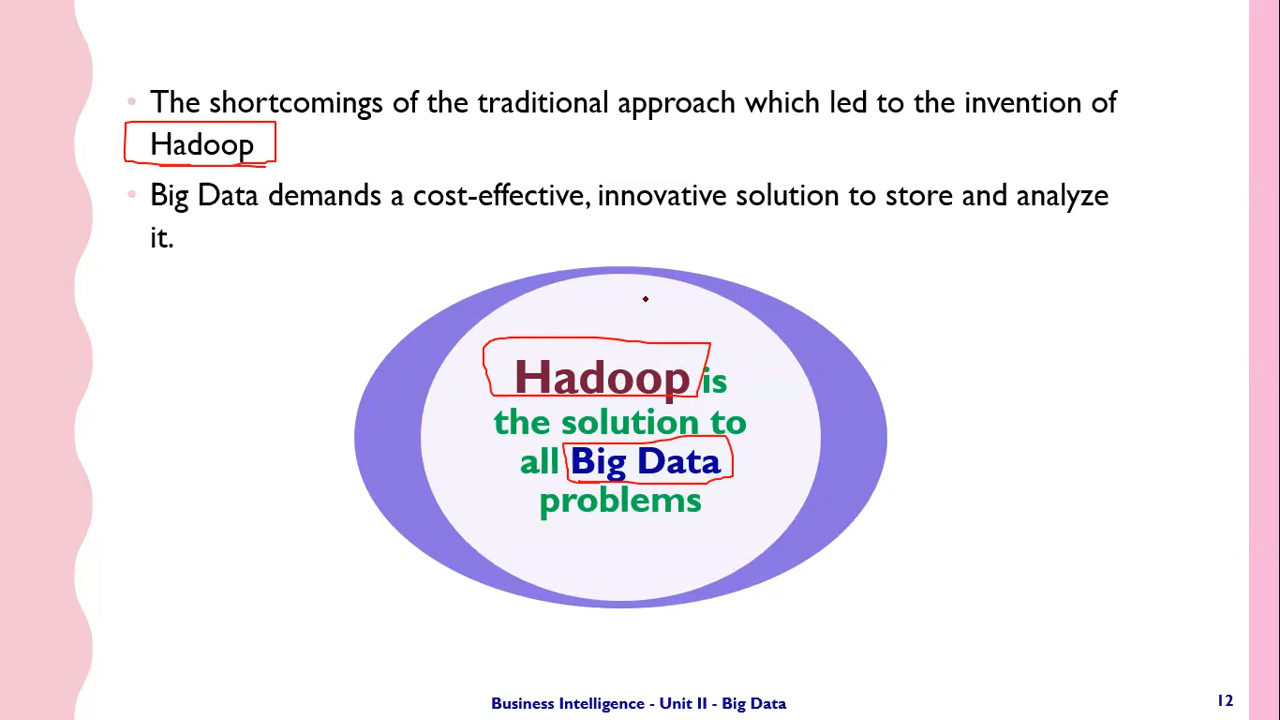 • The shortcomings of the traditional approach which led to the invention of
Hadoop
• Big Data demands a cost-effective, innovative solution to store and analyze
it.
Hadoop is
the solution to
all Big Data
problems
Business Intelligence - Unit II - Big Data
12